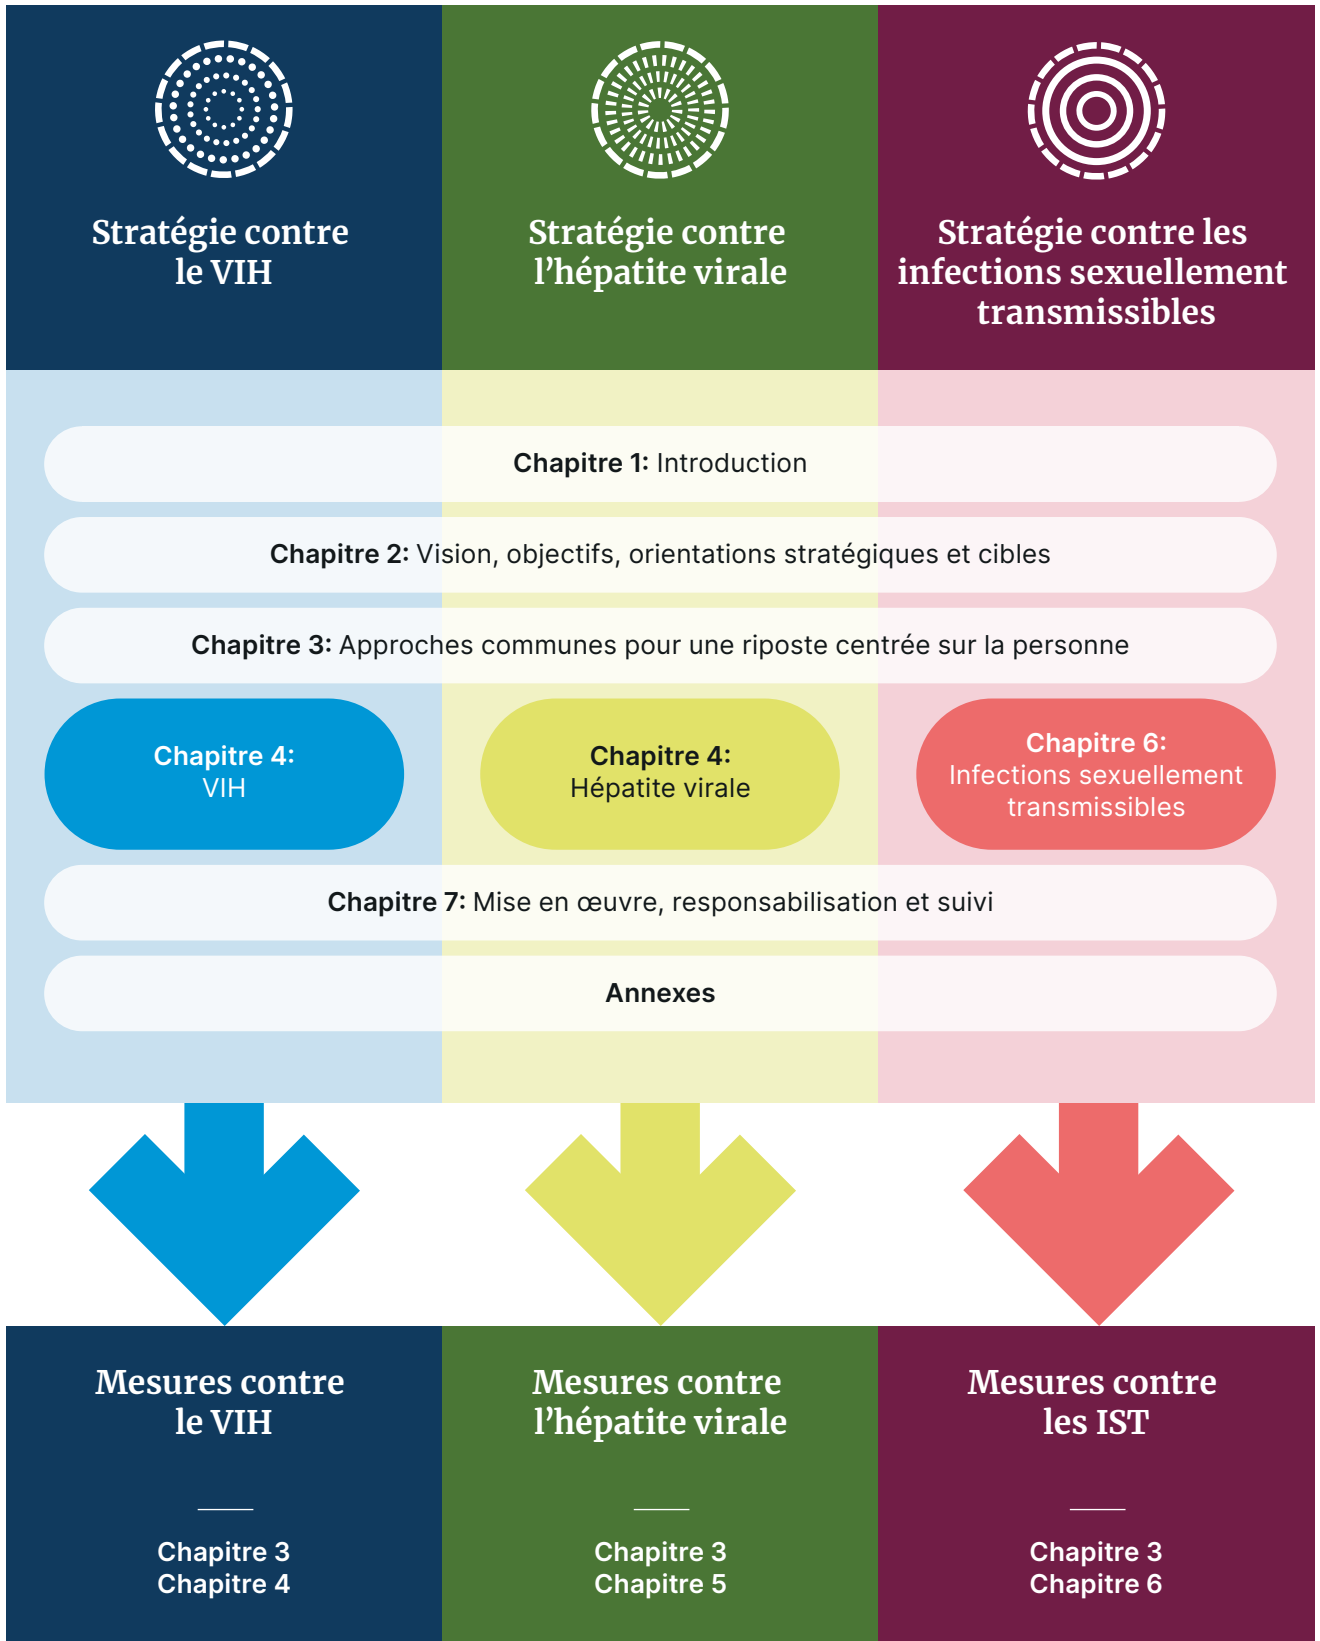 Stratégie contre
le VIH
Stratégie contre
l’hépatite virale
Stratégie contre les
infections sexuellement
transmissibles
Chapitre 1: Introduction
Chapitre 2: Vision, objectifs, orientations stratégiques et cibles
Chapitre 3: Approches communes pour une riposte centrée sur la personne
Chapitre 4:
VIH
Chapitre 4:
Hépatite virale
Chapitre 6:
Infections sexuellement
transmissibles
Chapitre 7: Mise en œuvre, responsabilisation et suivi
Annexes
Mesures contre
le VIH
Chapitre 3
Chapitre 4
Mesures contre
l’hépatite virale
Chapitre 3
Chapitre 5
Mesures contre
les IST
Chapitre 3
Chapitre 6